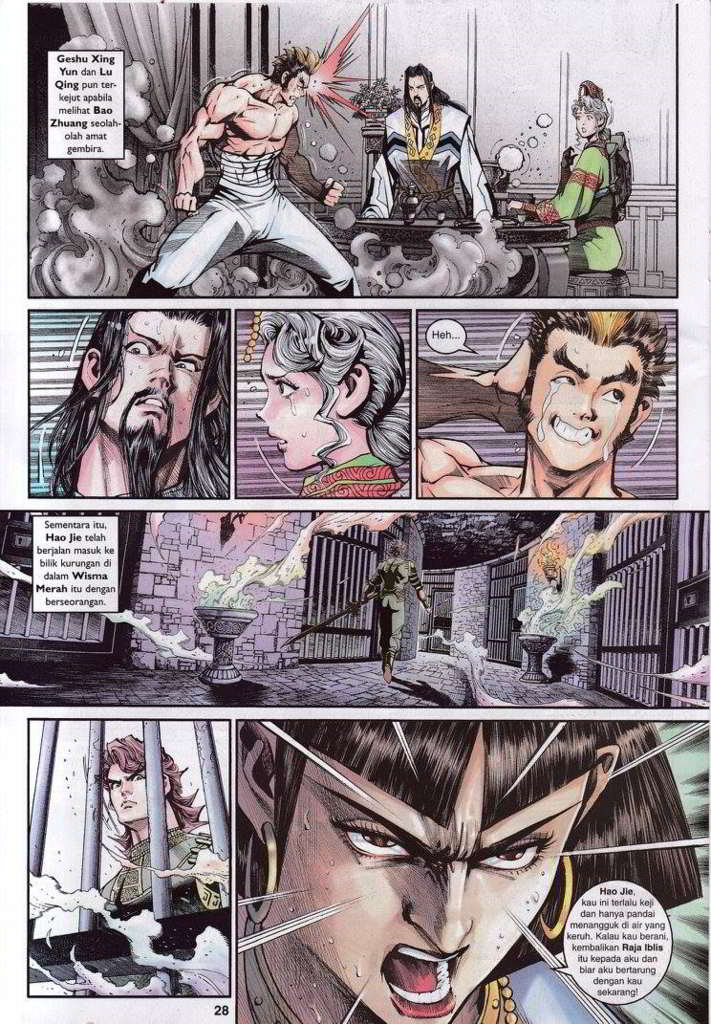 Geshu Xing
Yun dan Lu
Qing pun ter-
kejut apabila
melihat Bao
Zhuang seolah-
olah amat
gembira.
Heh...
Sementara itu,
Hao Jie telah
berjalan masuk ke
bilik kurungan di
dalam Wisma
Merah itu dengan
berseorangan.
Hao Jie,
kau ini terlalu keji
dan hanya pandai
menangguk di air yang
keruh. Kalau kau berani,
kembalikan Raja Iblis
itu kepada aku dan
biar aku bertarung
dengan kau
sekarang!
28